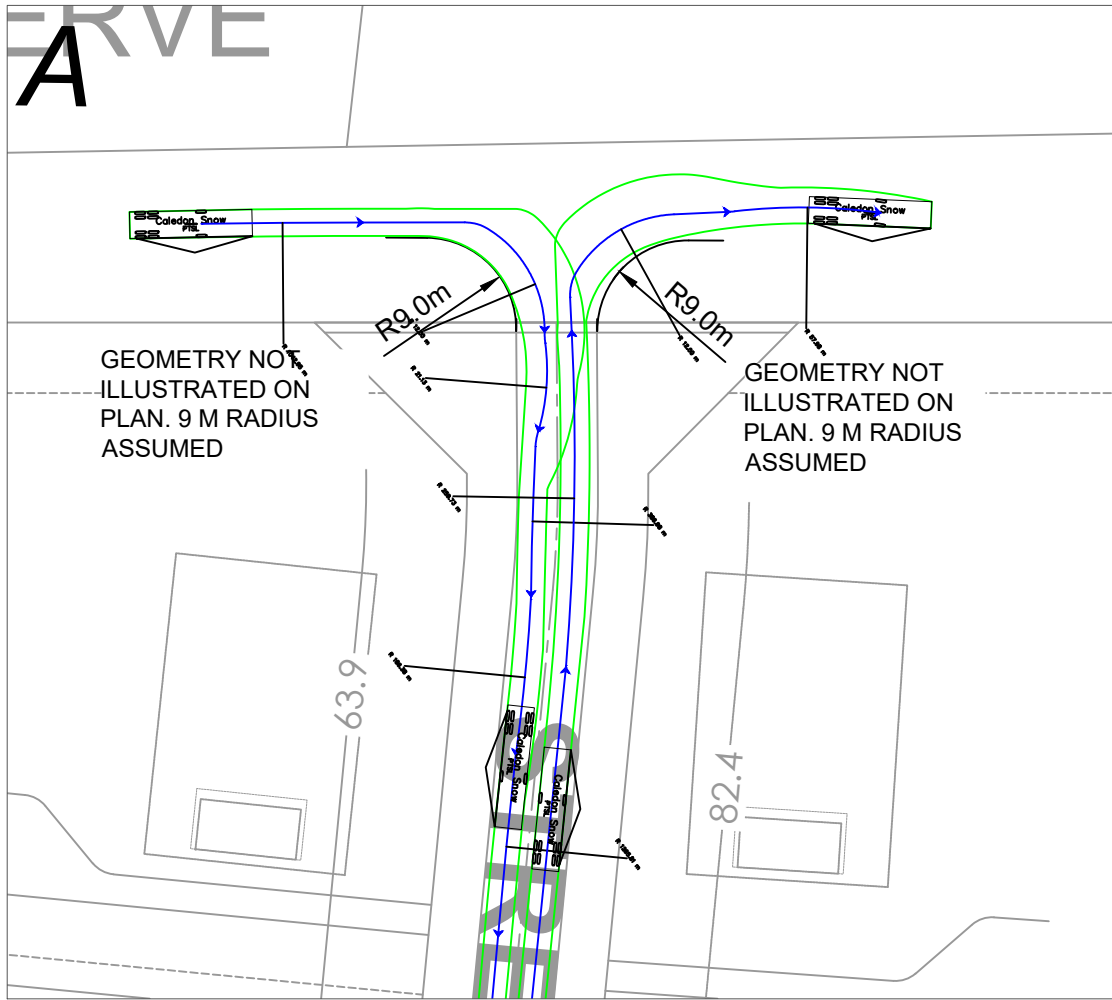 ERVE
A
Caledon Snow
PTSL
Caledon Snow
PTSL
R9.0m
R9.0m
GEOMETRY NOT
ILLUSTRATED ON
PLAN. 9 M RADIUS
ASSUMED
GEOMETRY NOT
ILLUSTRATED ON
PLAN. 9 M RADIUS
ASSUMED
63.9
82.4
Caledon Snow
PTSL
Caledon Snow
PTSL
STRE